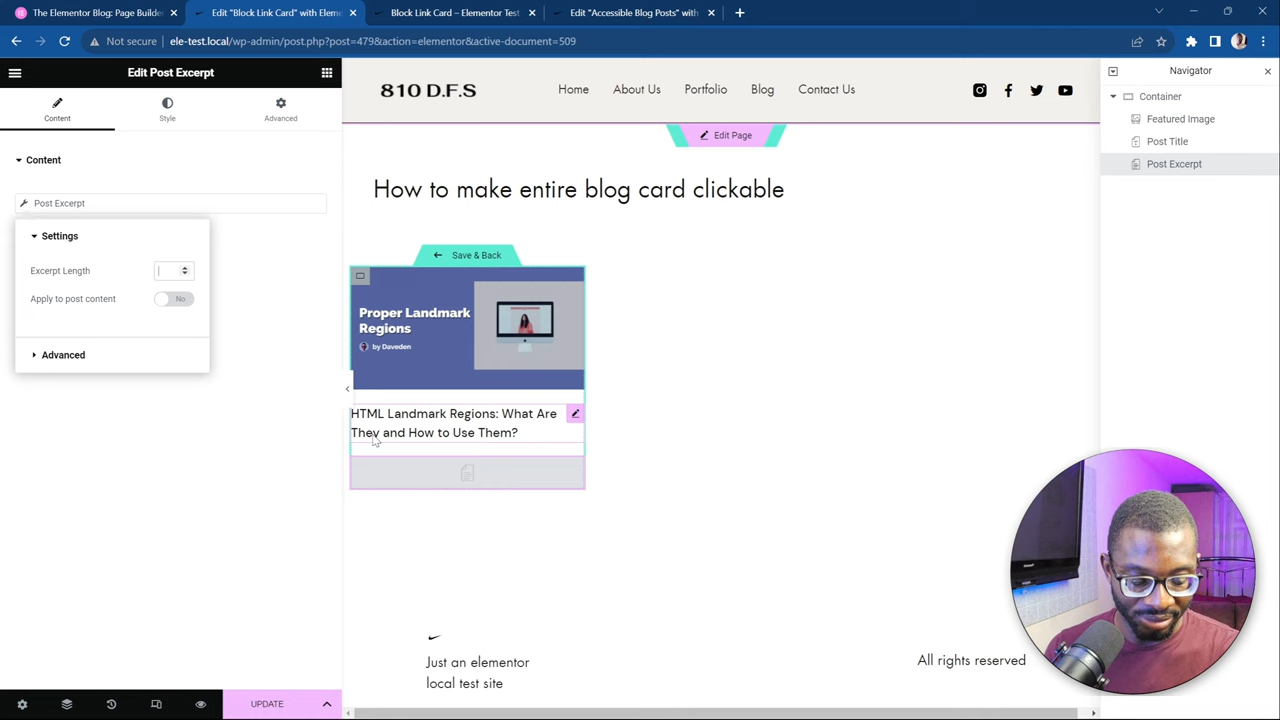 The Elementor Blog: Page Builder
Edit "Block Link Card" with Elem
Block Link Card – Elementor Test
Edit "Accessible Blog Posts" with
Not secure
ele-test.local/wp-admin/post.php?post=479&action=elementor&active-document=509
Edit Post Excerpt
Content
Style
Advanced
Content
Post Excerpt
Settings
Excerpt Length
Apply to post content
No
Advanced
UPDATE
810 D.F.S
Home
About Us
Portfolio
Blog
Contact Us
Edit Page
How to make entire blog card clickable
Save & Back
Proper Landmark
Regions
by Daveden
HTML Landmark Regions: What Are
They and How to Use Them?
Just an elementor
local test site
All rights reserved
Navigator
Container
Featured Image
Post Title
Post Excerpt